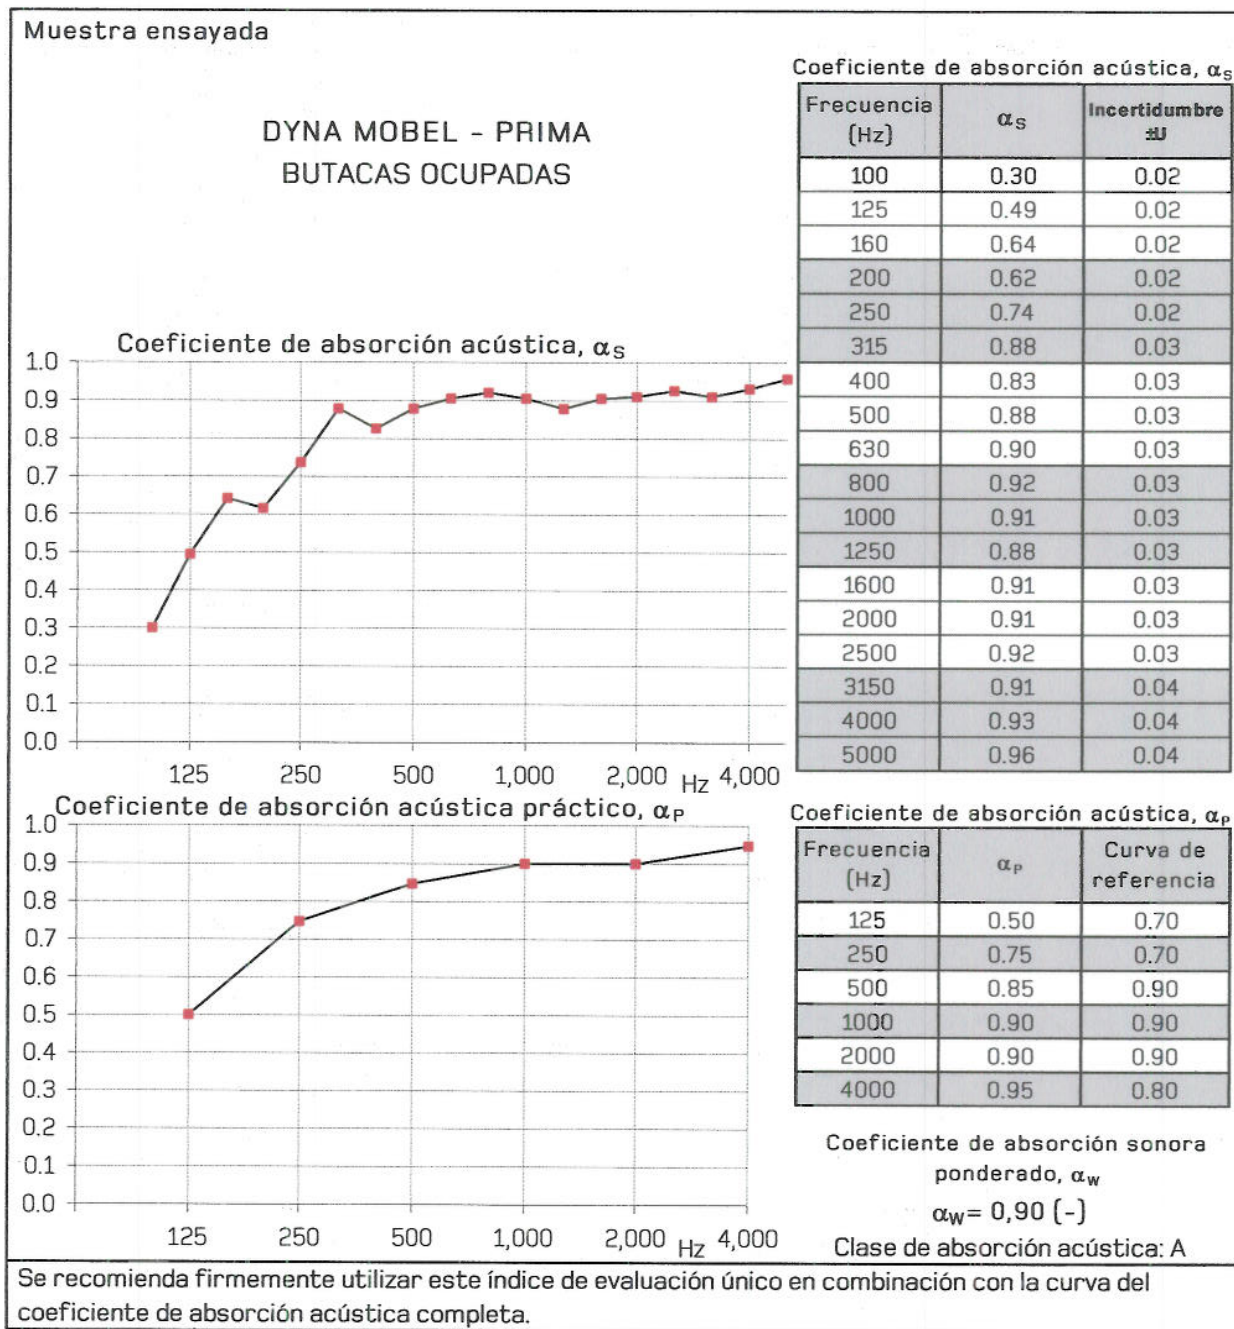 Muestra ensayada
DYNA MOBEL - PRIMA
BUTACAS OCUPADAS
Coeficiente de absorción acústica, αS
Frecuencia (Hz) αS Incertidumbre ±U
100 0.30 0.02
125 0.49 0.02
160 0.64 0.02
200 0.62 0.02
250 0.74 0.02
315 0.88 0.03
400 0.83 0.03
500 0.88 0.03
630 0.90 0.03
800 0.92 0.03
1000 0.91 0.03
1250 0.88 0.03
1600 0.91 0.03
2000 0.91 0.03
2500 0.92 0.03
3150 0.91 0.04
4000 0.93 0.04
5000 0.96 0.04
Coeficiente de absorción acústica, αS
1.0
0.9
0.8
0.7
0.6
0.5
0.4
0.3
0.2
0.1
0.0
125 250 500 1,000 2,000 Hz 4,000
Coeficiente de absorción acústica práctico, αP
1.0
0.9
0.8
0.7
0.6
0.5
0.4
0.3
0.2
0.1
0.0
125 250 500 1,000 2,000 Hz 4,000
Coeficiente de absorción acústica, αP
Frecuencia (Hz) αP Curva de referencia
125 0.50 0.70
250 0.75 0.70
500 0.85 0.90
1000 0.90 0.90
2000 0.90 0.90
4000 0.95 0.80
Coeficiente de absorción sonora
ponderado, αw
αw= 0,90 (-)
Clase de absorción acústica: A
Se recomienda firmemente utilizar este índice de evaluación único en combinación con la curva del
coeficiente de absorción acústica completa.